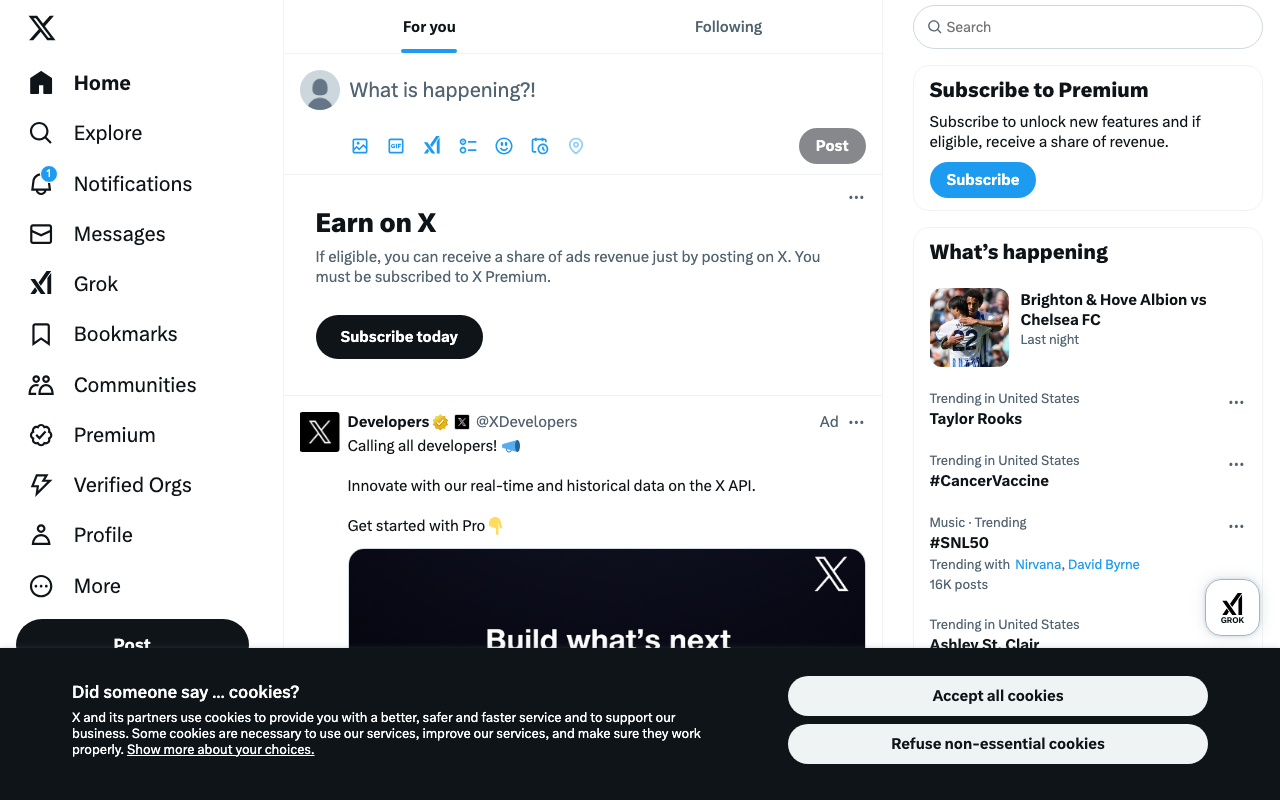 Home
Explore
1
Notifications
Messages
Grok
Bookmarks
Communities
Premium
Verified Orgs
Profile
More
Post
For you
Following
What is happening?!
GIF
Post
Earn on X
If eligible, you can receive a share of ads revenue just by posting on X. You
must be subscribed to X Premium.
Subscribe today
Developers @XDevelopers
Ad
Calling all developers! 📣
Innovate with our real-time and historical data on the X API.
Get started with Pro👇
Build what's next
Search
Subscribe to Premium
Subscribe to unlock new features and if
eligible, receive a share of revenue.
Subscribe
What's happening
22
Brighton & Hove Albion vs
Chelsea FC
Last night
Trending in United States
Taylor Rooks
Trending in United States
#CancerVaccine
Music · Trending
#SNL50
Trending with Nirvana, David Byrne
16K posts
Trending in United States
Ashley St. Clair
GROK
Did someone say … cookies?
X and its partners use cookies to provide you with a better, safer and faster service and to support our
business. Some cookies are necessary to use our services, improve our services, and make sure they work
properly. Show more about your choices.
Accept all cookies
Refuse non-essential cookies